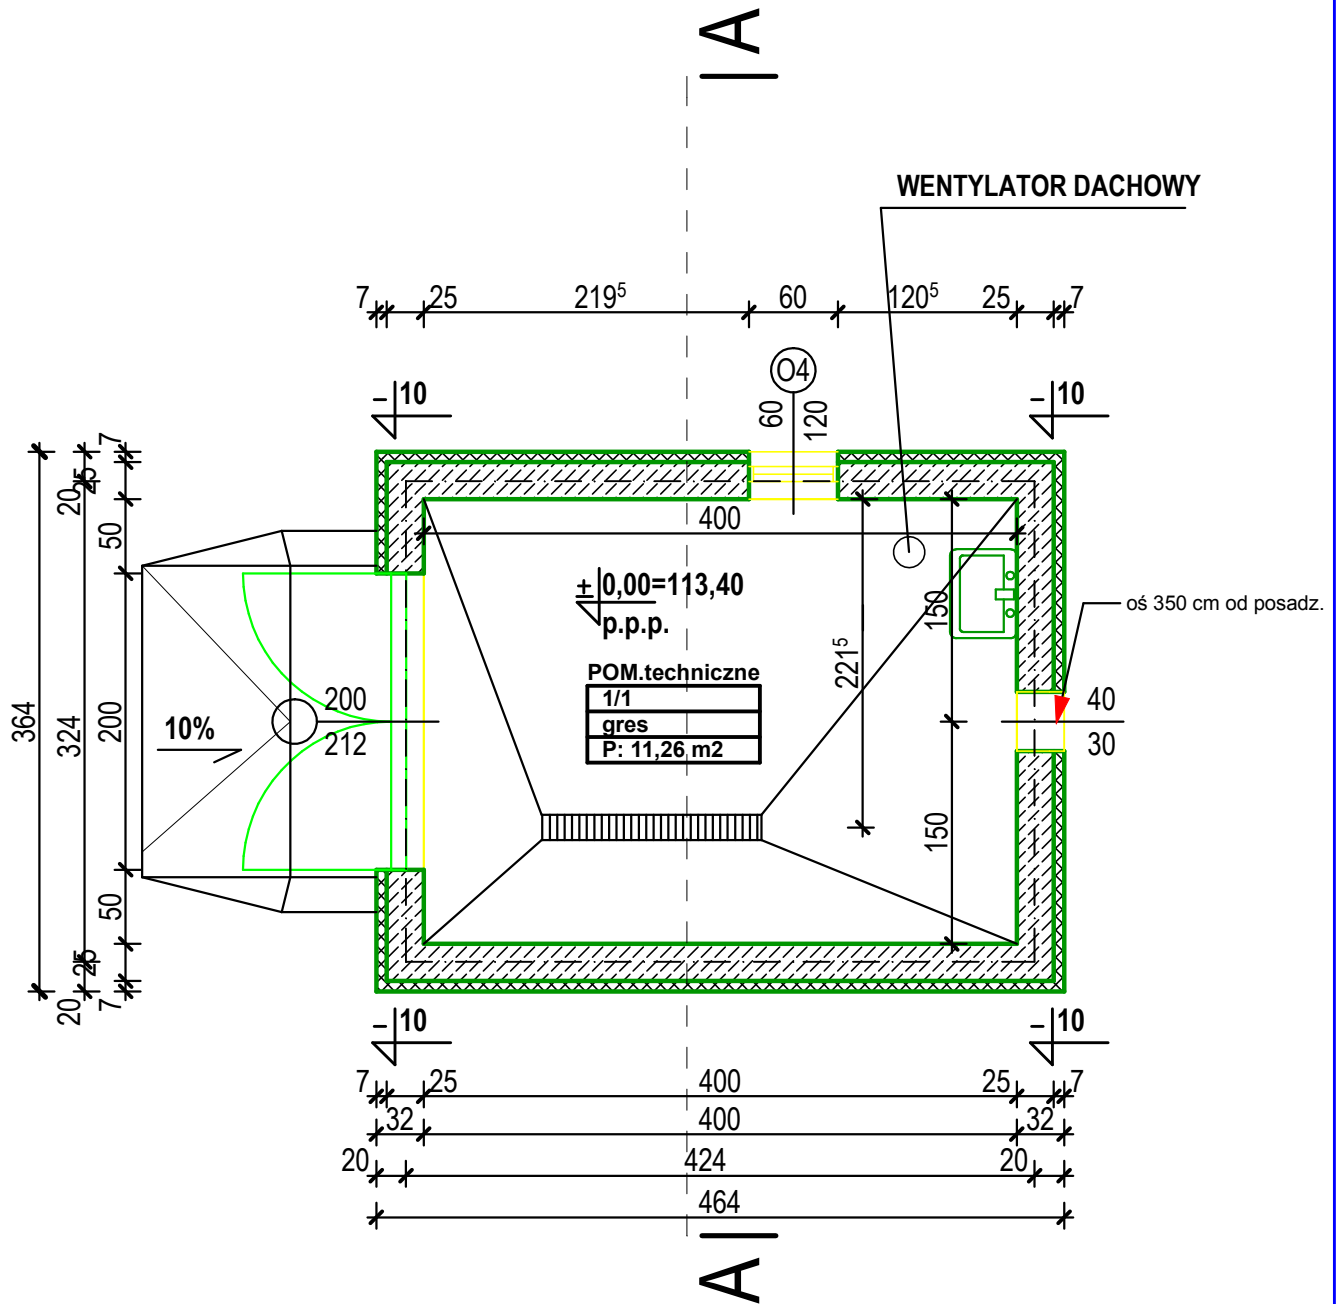 A
WENTYLATOR DACHOWY
7 25 219⁵ 60 120⁵ 25 7
O4
60 120
–10 –10
7
25
20
50
400
±0,00=113,40
p.p.p.
150
oś 350 cm od posadz.
221⁵
POM.techniczne
1/1
gres
P: 11,26 m2
200
212
10%
40
30
364
324
200
150
50
25
20
7
–10 –10
7 25 400 25 7
32 400 32
20 424 20
464
A